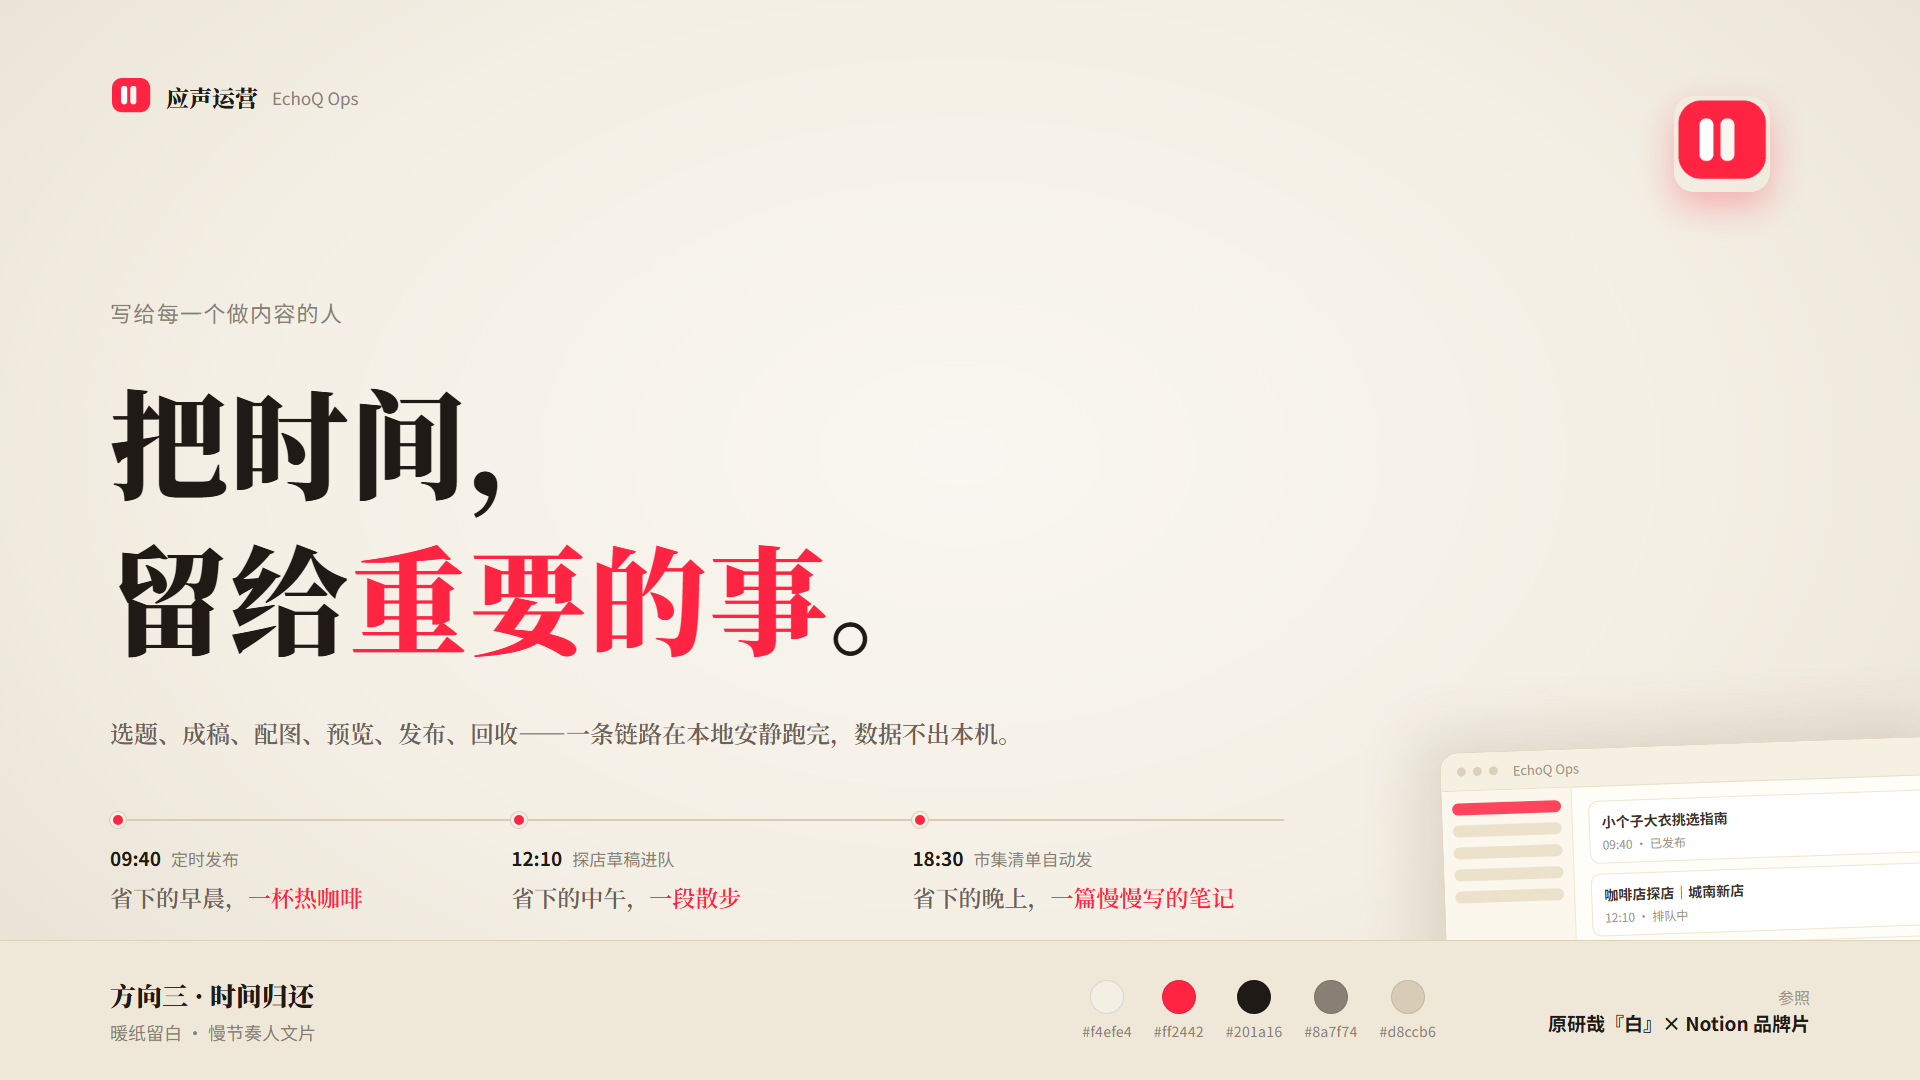 应声运营 EchoQ Ops
写给每一个做内容的人
把时间，
留给重要的事。
选题、成稿、配图、预览、发布、回收——一条链路在本地安静跑完，数据不出本机。
09:40 定时发布
省下的早晨，一杯热咖啡
12:10 探店草稿进队
省下的中午，一段散步
18:30 市集清单自动发
省下的晚上，一篇慢慢写的笔记
EchoQ Ops
小个子大衣挑选指南
09:40 · 已发布
咖啡店探店｜城南新店
12:10 · 排队中
方向三 · 时间归还
暖纸留白 · 慢节奏人文片
#f4efe4 #ff2442 #201a16 #8a7f74 #d8ccb6
参照
原研哉『白』× Notion 品牌片